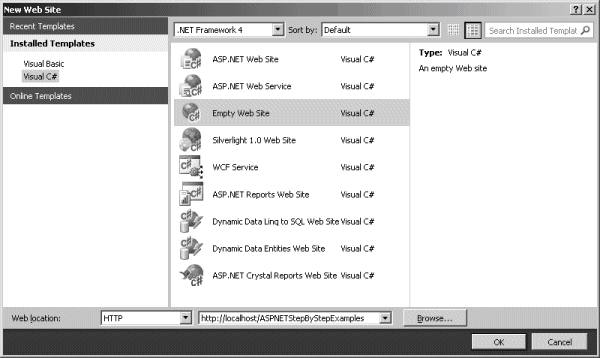 New Web Site
Recent Templates
.NET Framework 4 Sort by: Default Search Installed Templat
Installed Templates
Visual Basic
Visual C#
Online Templates
ASP.NET Web Site Visual C#
ASP.NET Web Service Visual C#
Empty Web Site Visual C#
Silverlight 1.0 Web Site Visual C#
WCF Service Visual C#
ASP.NET Reports Web Site Visual C#
Dynamic Data Linq to SQL Web Site Visual C#
Dynamic Data Entities Web Site Visual C#
ASP.NET Crystal Reports Web Site Visual C#
Type: Visual C#
An empty Web site
Web location: HTTP http://localhost/ASPNETStepByStepExamples Browse...
OK Cancel